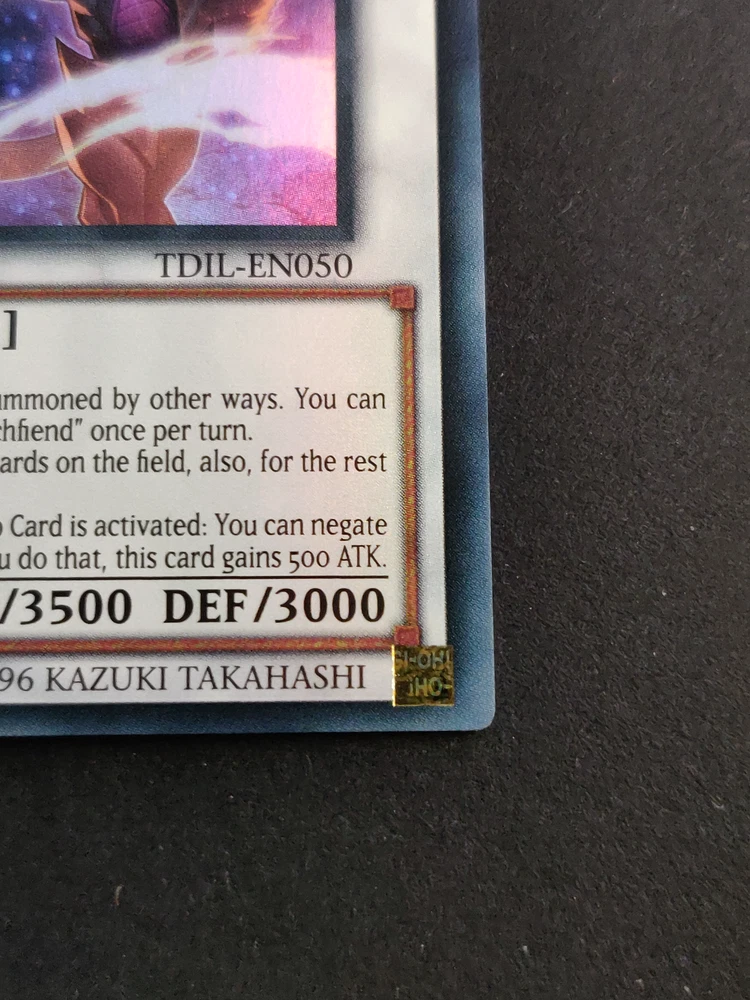 TDIL-EN050
]
ummoned by other ways. You can
hfiend" once per turn.
ards on the field, also, for the rest
Card is activated: You can negate
u do that, this card gains 500 ATK.
/3500 DEF/3000
96 KAZUKI TAKAHASHI